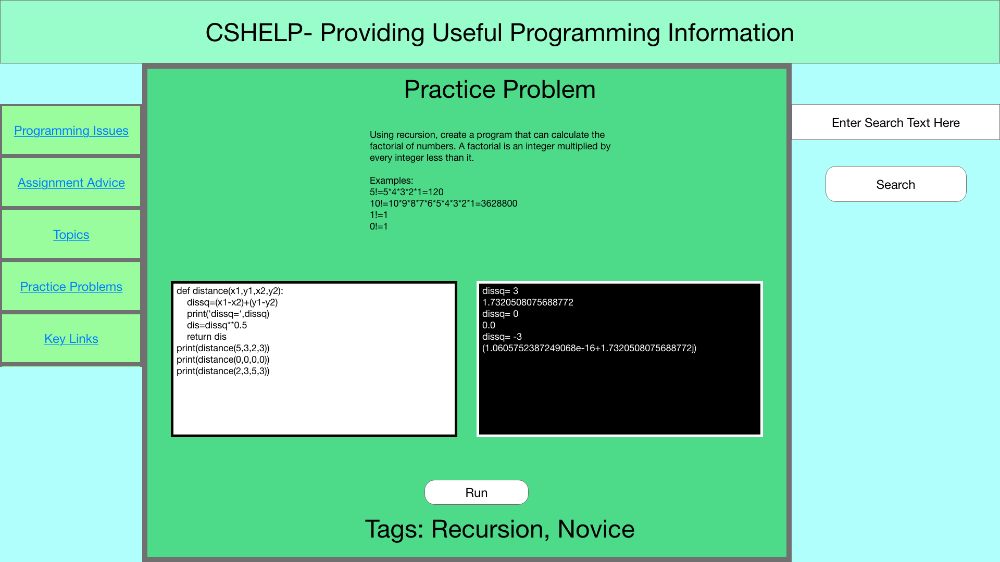 CSHELP- Providing Useful Programming Information
Programming Issues
Assignment Advice
Topics
Practice Problems
Key Links
Practice Problem
Using recursion, create a program that can calculate the
factorial of numbers. A factorial is an integer multiplied by
every integer less than it.
Examples:
5!=5*4*3*2*1=120
10!=10*9*8*7*6*5*4*3*2*1=3628800
1!=1
0!=1
def distance(x1,y1,x2,y2):
    dissq=(x1-x2)+(y1-y2)
    print(‘dissq=‘,dissq)
    dis=dissq**0.5
    return dis
print(distance(5,3,2,3))
print(distance(0,0,0,0))
print(distance(2,3,5,3))
dissq= 3
1.7320508075688772
dissq= 0
0.0
dissq= -3
(1.0605752387249068e-16+1.7320508075688772j)
Run
Tags: Recursion, Novice
Enter Search Text Here
Search